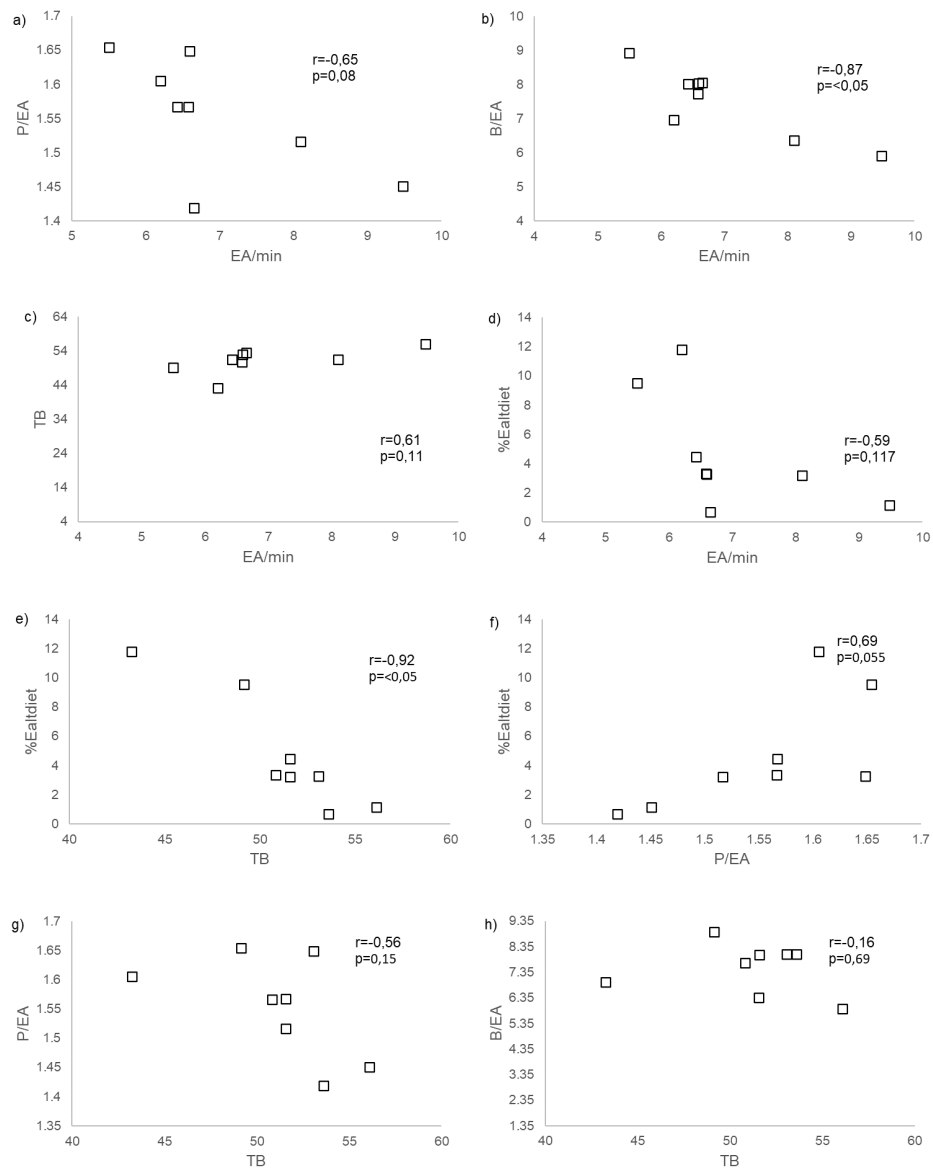 a)
1.7
1.65
1.6
1.55
1.5
1.45
1.4
P/EA
5 6 7 8 9 10
EA/min
r=-0,65
p=0,08
b)
10
9
8
7
6
5
4
B/EA
4 5 6 7 8 9 10
EA/min
r=-0,87
p=<0,05
c)
64
54
44
34
24
14
4
TB
4 5 6 7 8 9 10
EA/min
r=0,61
p=0,11
d)
14
12
10
8
6
4
2
0
%Ealtdiet
4 5 6 7 8 9 10
EA/min
r=-0,59
p=0,117
e)
14
12
10
8
6
4
2
0
%Ealtdiet
40 45 50 55 60
TB
r=-0,92
p=<0,05
f)
14
12
10
8
6
4
2
0
%Ealtdiet
1.35 1.4 1.45 1.5 1.55 1.6 1.65 1.7
P/EA
r=0,69
p=0,055
g)
1.7
1.65
1.6
1.55
1.5
1.45
1.4
1.35
P/EA
40 45 50 55 60
TB
r=-0,56
p=0,15
h)
9.35
8.35
7.35
6.35
5.35
4.35
3.35
2.35
1.35
B/EA
40 45 50 55 60
TB
r=-0,16
p=0,69